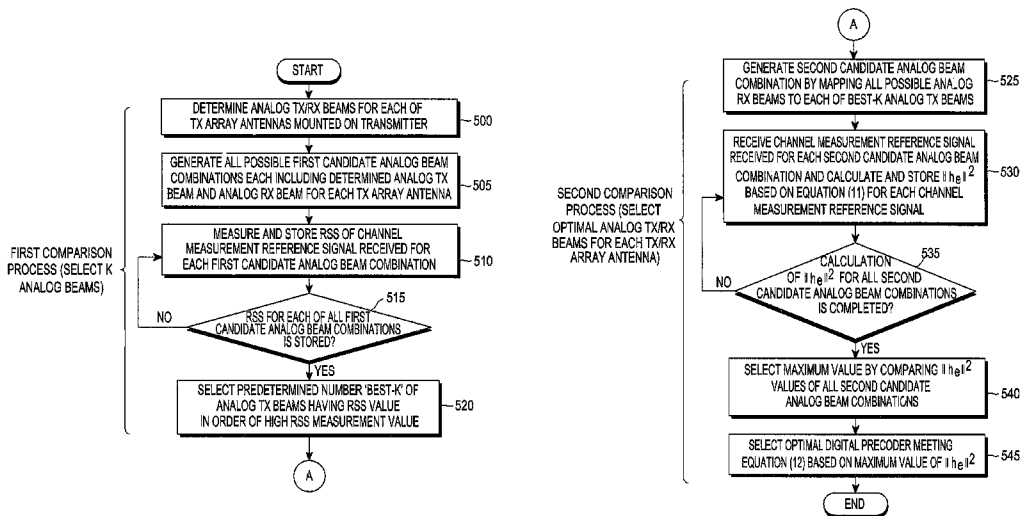 START
DETERMINE ANALOG TX/RX BEAMS FOR EACH OF
TX ARRAY ANTENNAS MOUNTED ON TRANSMITTER
500
GENERATE ALL POSSIBLE FIRST CANDIDATE ANALOG BEAM
COMBINATIONS EACH INCLUDING DETERMINED ANALOG TX
BEAM AND ANALOG RX BEAM FOR EACH TX ARRAY ANTENNA
505
FIRST COMPARISON
PROCESS (SELECT K
ANALOG BEAMS)
MEASURE AND STORE RSS OF CHANNEL
MEASUREMENT REFERENCE SIGNAL RECEIVED FOR
EACH FIRST CANDIDATE ANALOG BEAM COMBINATION
510
515
RSS FOR EACH OF ALL FIRST
CANDIDATE ANALOG BEAM COMBINATIONS
IS STORED?
NO
YES
SELECT PREDETERMINED NUMBER 'BEST-K' OF
ANALOG TX BEAMS HAVING RSS VALUE
IN ORDER OF HIGH RSS MEASUREMENT VALUE
520
A
A
GENERATE SECOND CANDIDATE ANALOG BEAM
COMBINATION BY MAPPING ALL POSSIBLE ANALOG
RX BEAMS TO EACH OF BEST-K ANALOG TX BEAMS
525
RECEIVE CHANNEL MEASUREMENT REFERENCE SIGNAL
RECEIVED FOR EACH SECOND CANDIDATE ANALOG BEAM
COMBINATION AND CALCULATE AND STORE ‖he‖²
BASED ON EQUATION (11) FOR EACH CHANNEL
MEASUREMENT REFERENCE SIGNAL
530
SECOND COMPARISON
PROCESS (SELECT
OPTIMAL ANALOG TX/RX
BEAMS FOR EACH TX/RX
ARRAY ANTENNA)
535
CALCULATION
OF ‖he‖² FOR ALL SECOND
CANDIDATE ANALOG BEAM COMBINATIONS
IS COMPLETED?
NO
YES
SELECT MAXIMUM VALUE BY COMPARING ‖he‖²
VALUES OF ALL SECOND CANDIDATE
ANALOG BEAM COMBINATIONS
540
SELECT OPTIMAL DIGITAL PRECODER MEETING
EQUATION (12) BASED ON MAXIMUM VALUE OF ‖he‖²
545
END